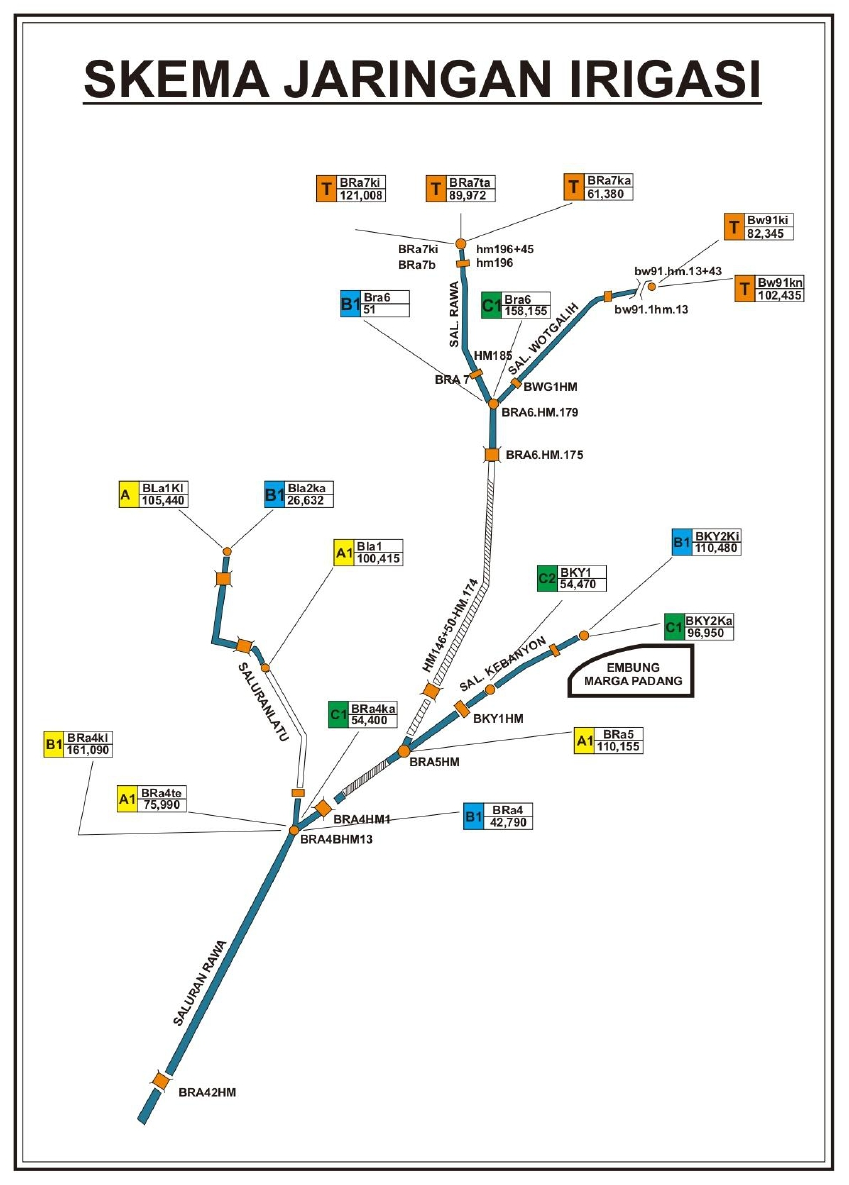 SKEMA JARINGAN IRIGASI
T BRa7ki
121,008
T BRa7ta
89,972
T BRa7ka
61,380
T Bw91ki
82,345
BRa7ki hm196+45
BRa7b hm196
bw91.hm.13+43
T Bw91kn
102,435
B1 Bra6
51
C1 Bra6
158,155
bw91.1hm.13
SAL. RAWA
SAL. WOTGALIH
HM185
BRA 7
BWG1HM
BRA6.HM.179
BRA6.HM.175
A BLa1KI
105,440
B1 Bla2ka
26,632
A1 Bla1
100,415
B1 BKY2Ki
110,480
C2 BKY1
54,470
HM146+50-HM.174
C1 BKY2Ka
96,950
SAL. KEBANYON
EMBUNG
MARGA PADANG
SALURANLATU
C1 BRa4ka
54,400
BKY1HM
B1 BRa4kI
161,090
A1 BRa5
110,155
BRA5HM
A1 BRa4te
75,990
B1 BRa4
42,790
BRA4HM1
BRA4BHM13
SALURAN RAWA
BRA42HM